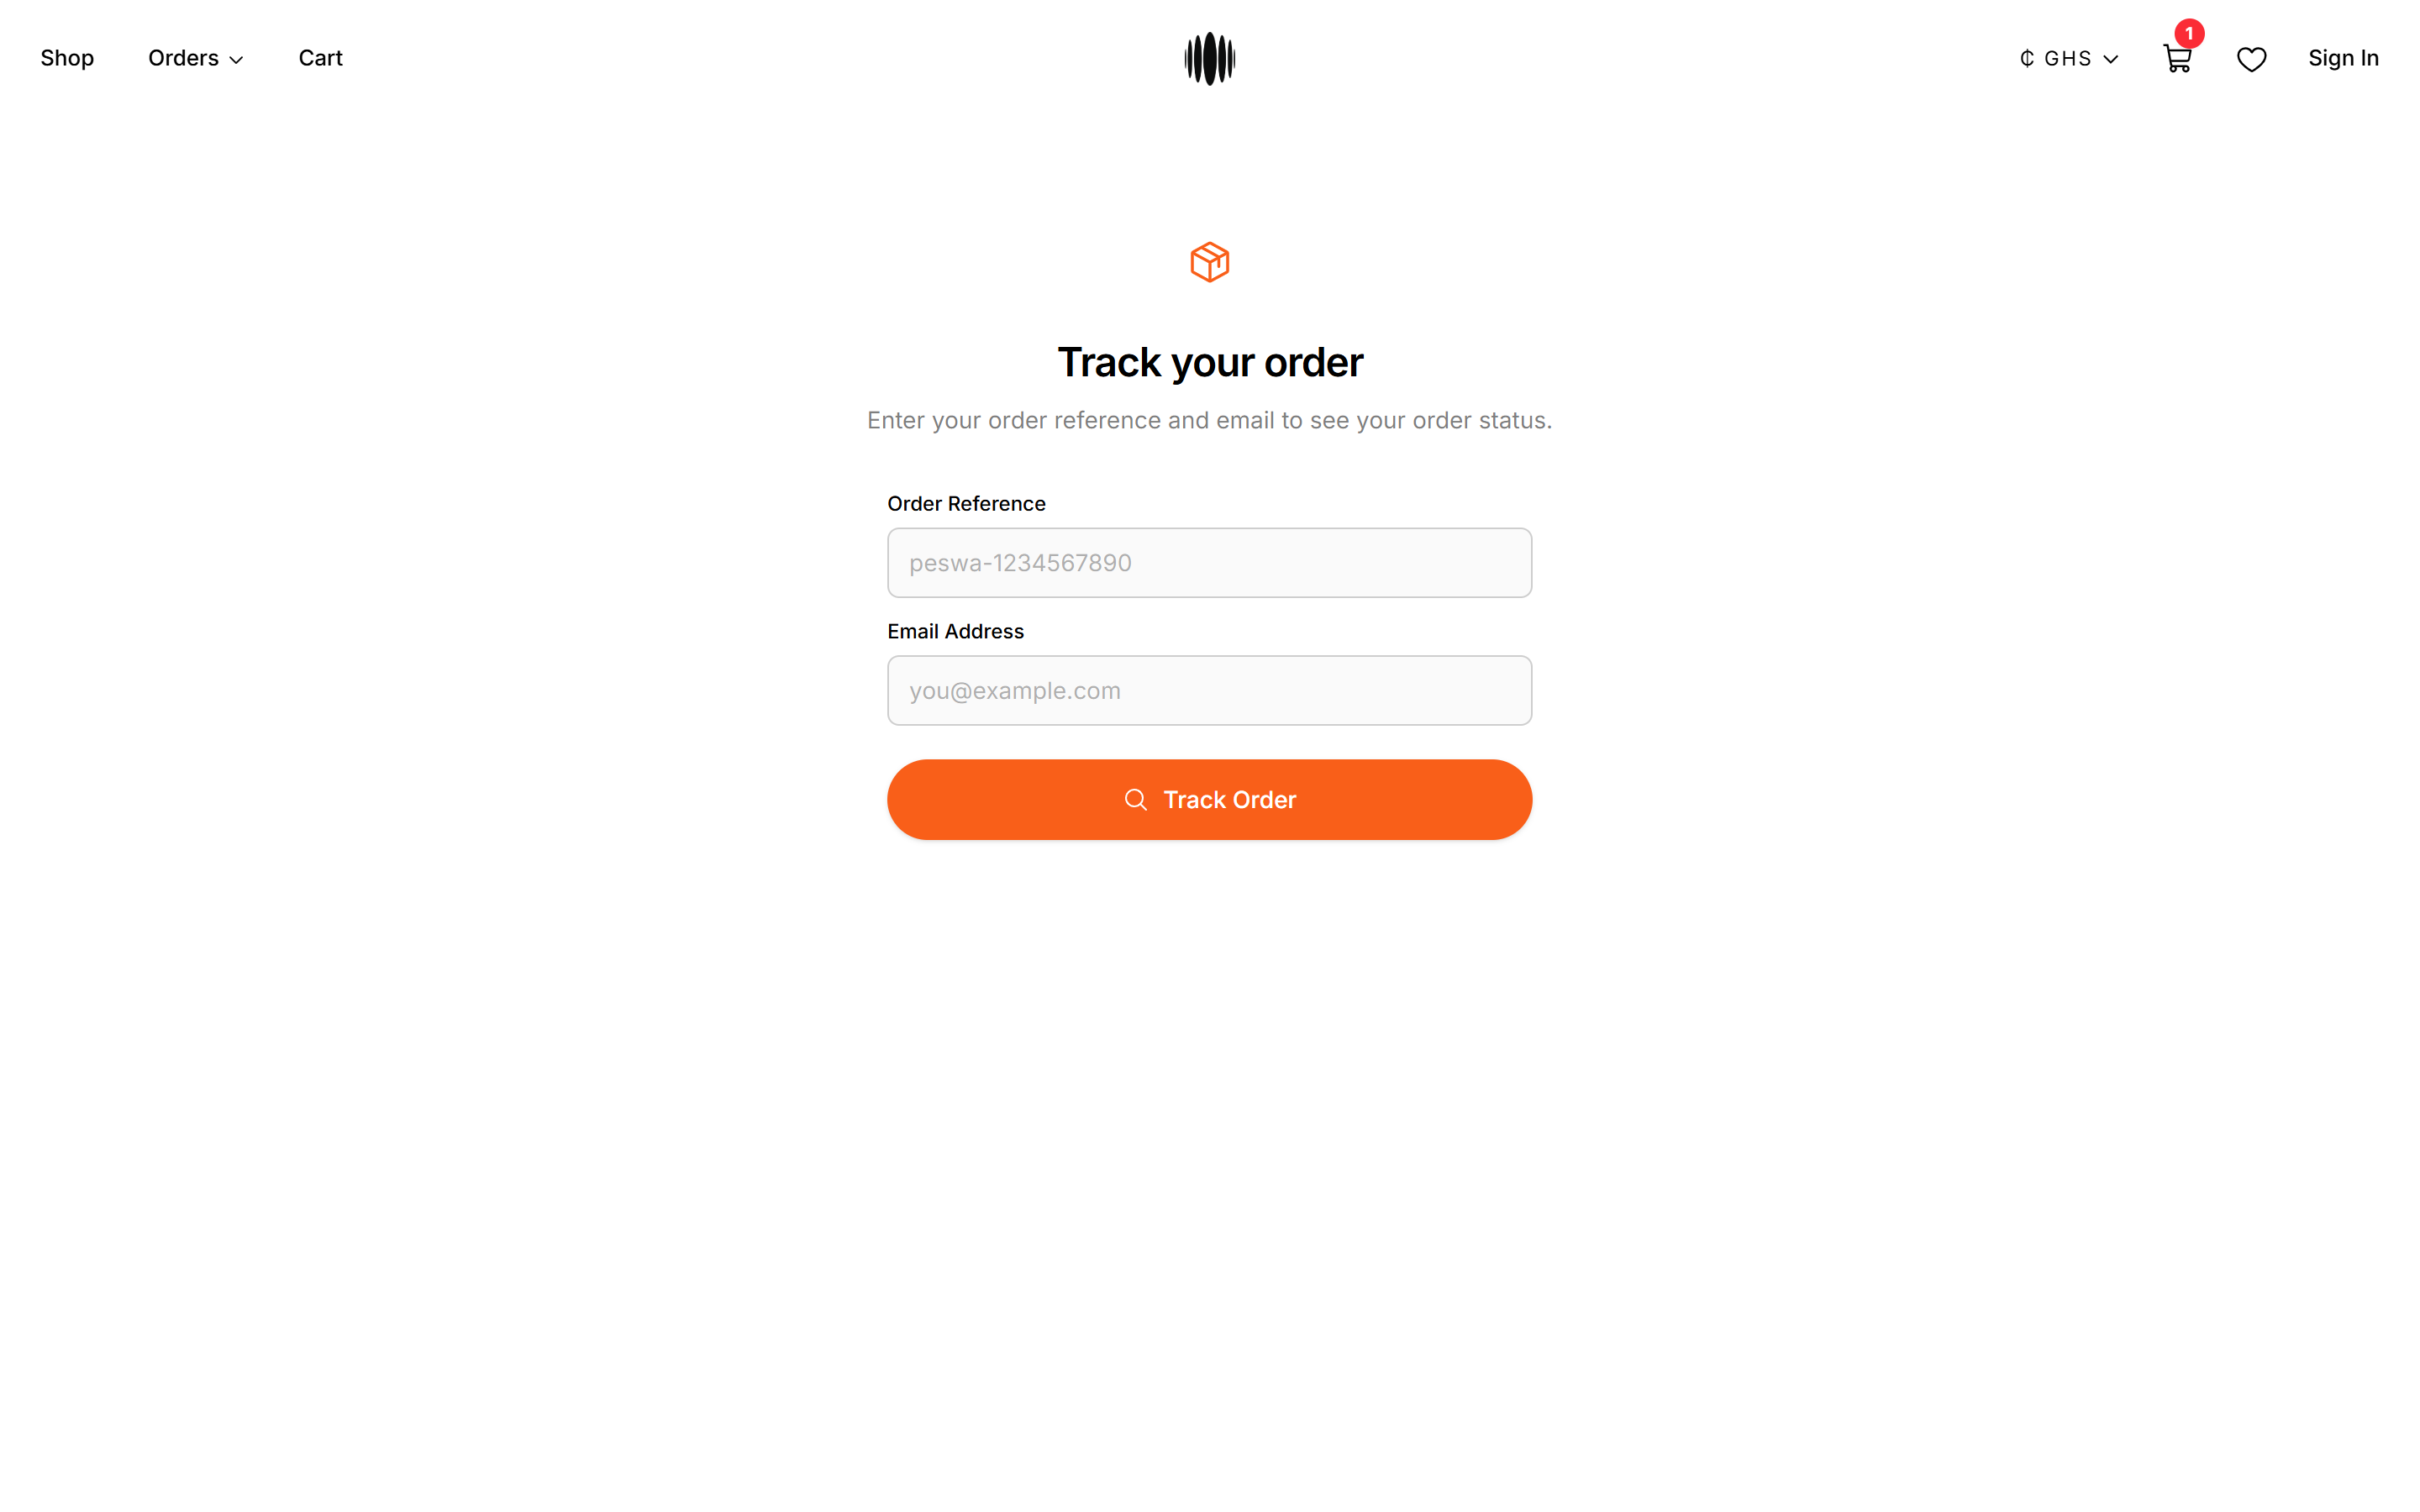 Shop Orders Cart ₵ GHS 1 Sign In
Track your order
Enter your order reference and email to see your order status.
Order Reference
peswa-1234567890
Email Address
you@example.com
Track Order